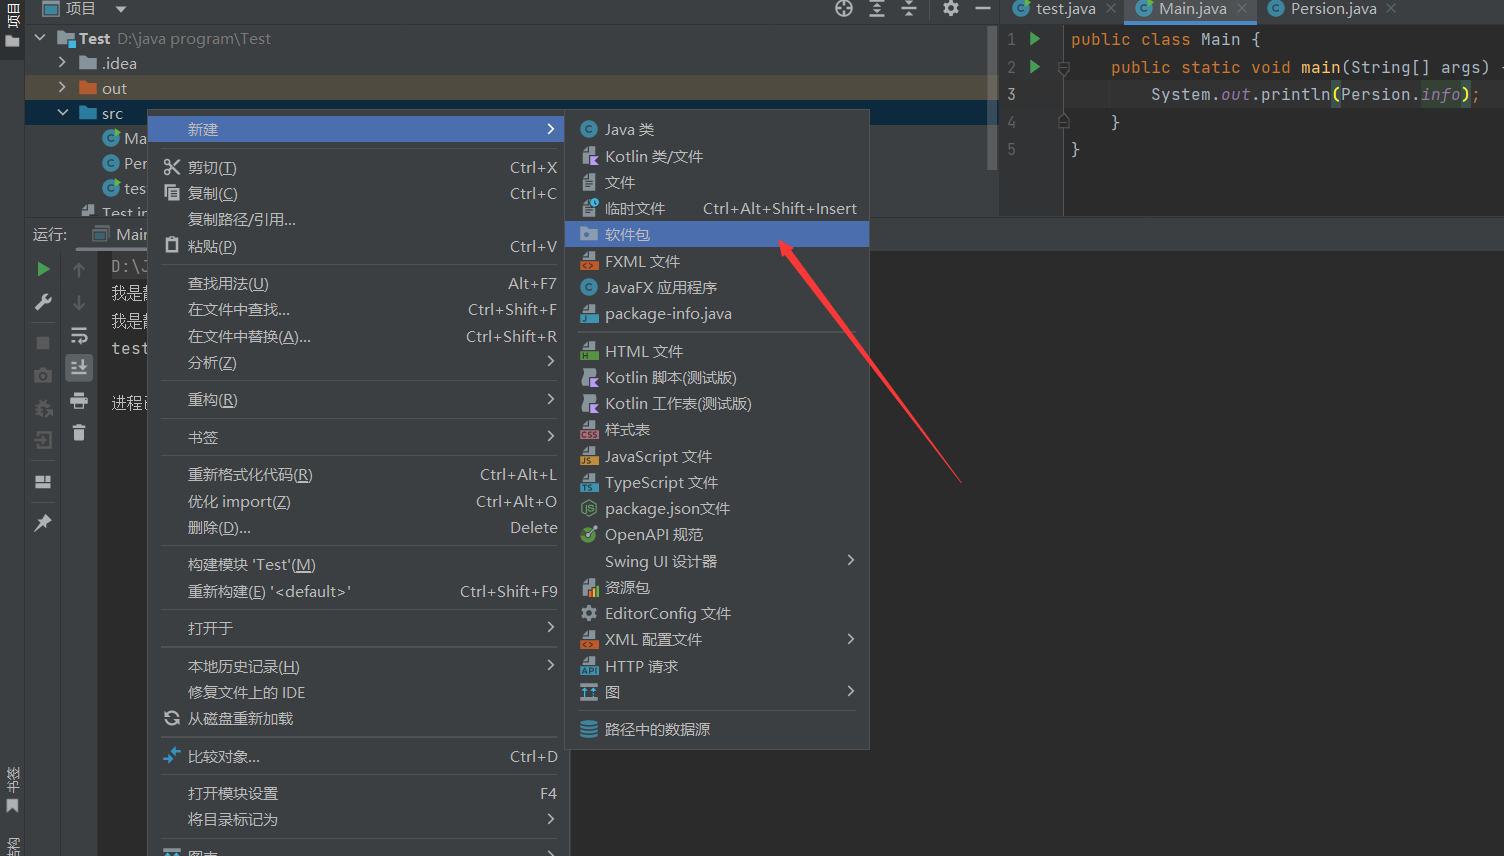 项目
项目
Test D:\java program\Test
.idea
out
src
Ma
Per
tes
运行:
Main
D:\J
test
书签
新建
剪切(T) Ctrl+X
复制(C) Ctrl+C
复制路径/引用...
粘贴(P) Ctrl+V
查找用法(U) Alt+F7
在文件中查找... Ctrl+Shift+F
在文件中替换(A)... Ctrl+Shift+R
分析(Z)
重构(R)
书签
重新格式化代码(R) Ctrl+Alt+L
优化 import(Z) Ctrl+Alt+O
删除(D)... Delete
构建模块 'Test'(M)
重新构建(E) '<default>' Ctrl+Shift+F9
打开于
本地历史记录(H)
修复文件上的 IDE
从磁盘重新加载
比较对象... Ctrl+D
打开模块设置 F4
将目录标记为
Java 类
Kotlin 类/文件
文件
临时文件 Ctrl+Alt+Shift+Insert
软件包
FXML 文件
JavaFX 应用程序
package-info.java
HTML 文件
Kotlin 脚本(测试版)
Kotlin 工作表(测试版)
样式表
JavaScript 文件
TypeScript 文件
package.json文件
OpenAPI 规范
Swing UI 设计器
资源包
EditorConfig 文件
XML 配置文件
HTTP 请求
图
路径中的数据源
test.java Main.java Persion.java
1 public class Main {
2 public static void main(String[] args)
3 System.out.println(Persion.info);
4 }
5 }